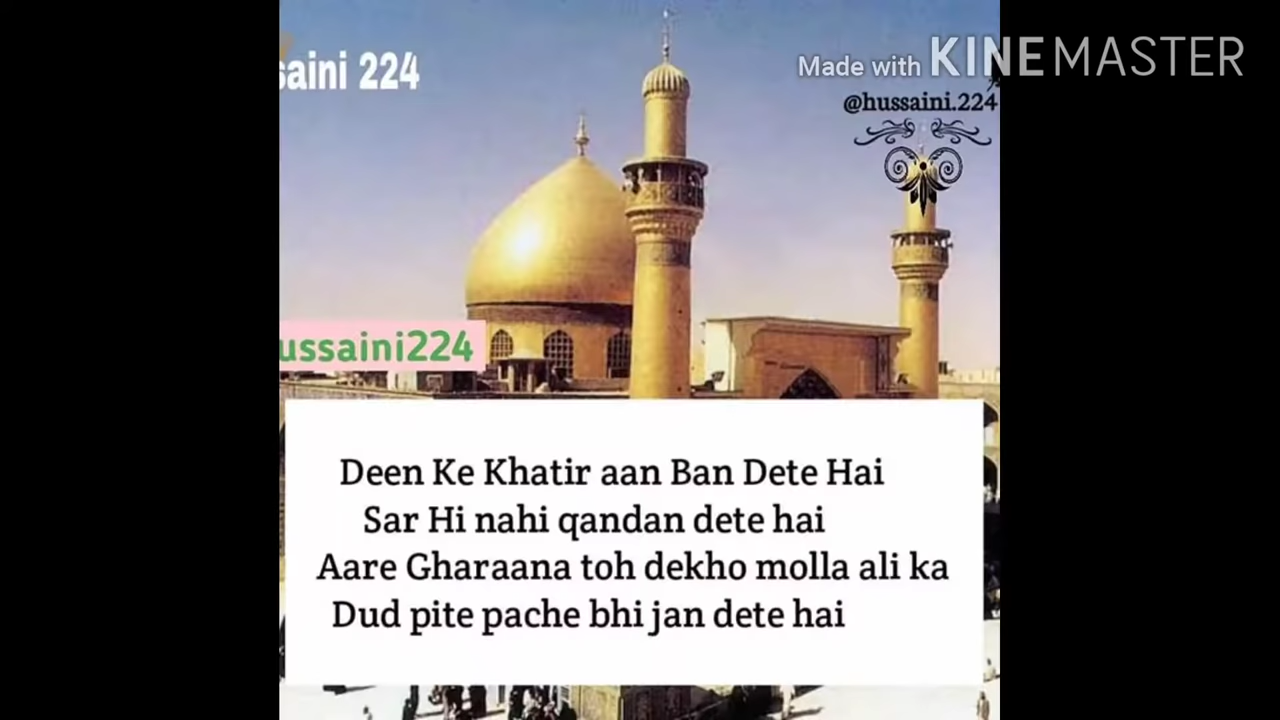 saini 224
Made with KINEMASTER
@hussaini.224
ussaini224
Deen Ke Khatir aan Ban Dete Hai
Sar Hi nahi qandan dete hai
Aare Gharaana toh dekho molla ali ka
Dud pite pache bhi jan dete hai